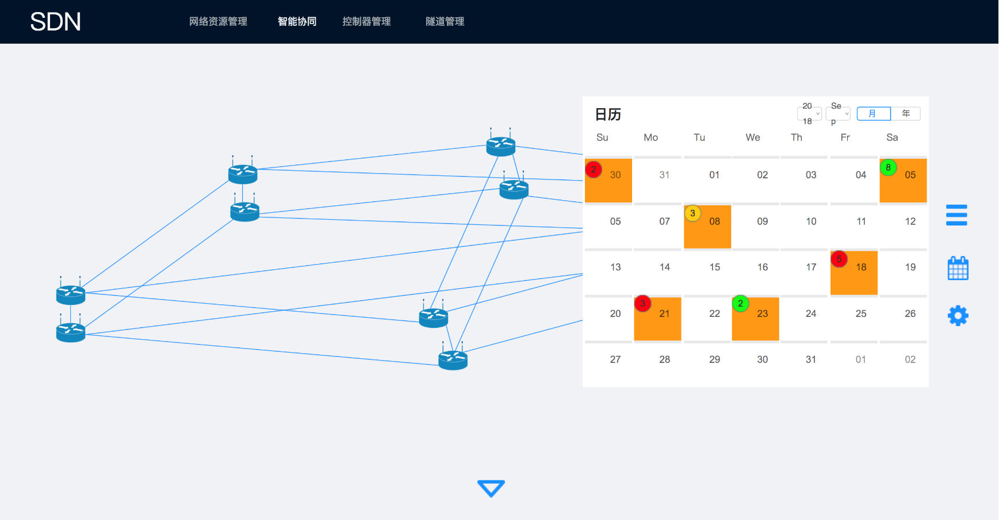 SDN 网络资源管理 智能协同 控制器管理 隧道管理
日历 20 Se 月 年
18 p
Su Mo Tu We Th Fr Sa
2 30 31 01 02 03 04 8 05
05 07 3 08 09 10 11 12
13 14 15 16 17 5 18 19
20 3 21 22 2 23 24 25 26
27 28 29 30 31 01 02